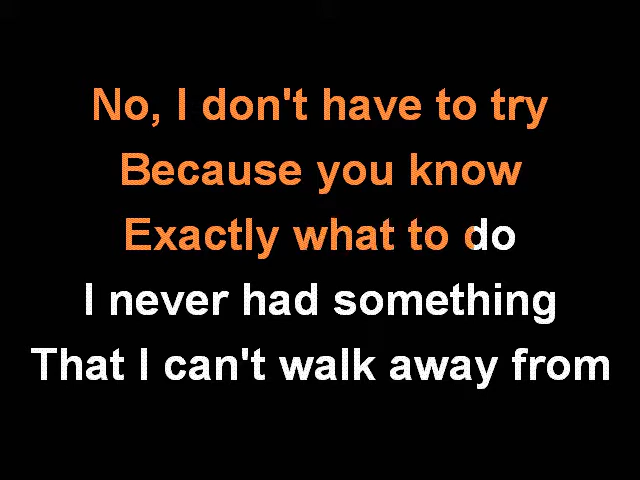 No, I don't have to try
Because you know
Exactly what to do
I never had something
That I can't walk away from